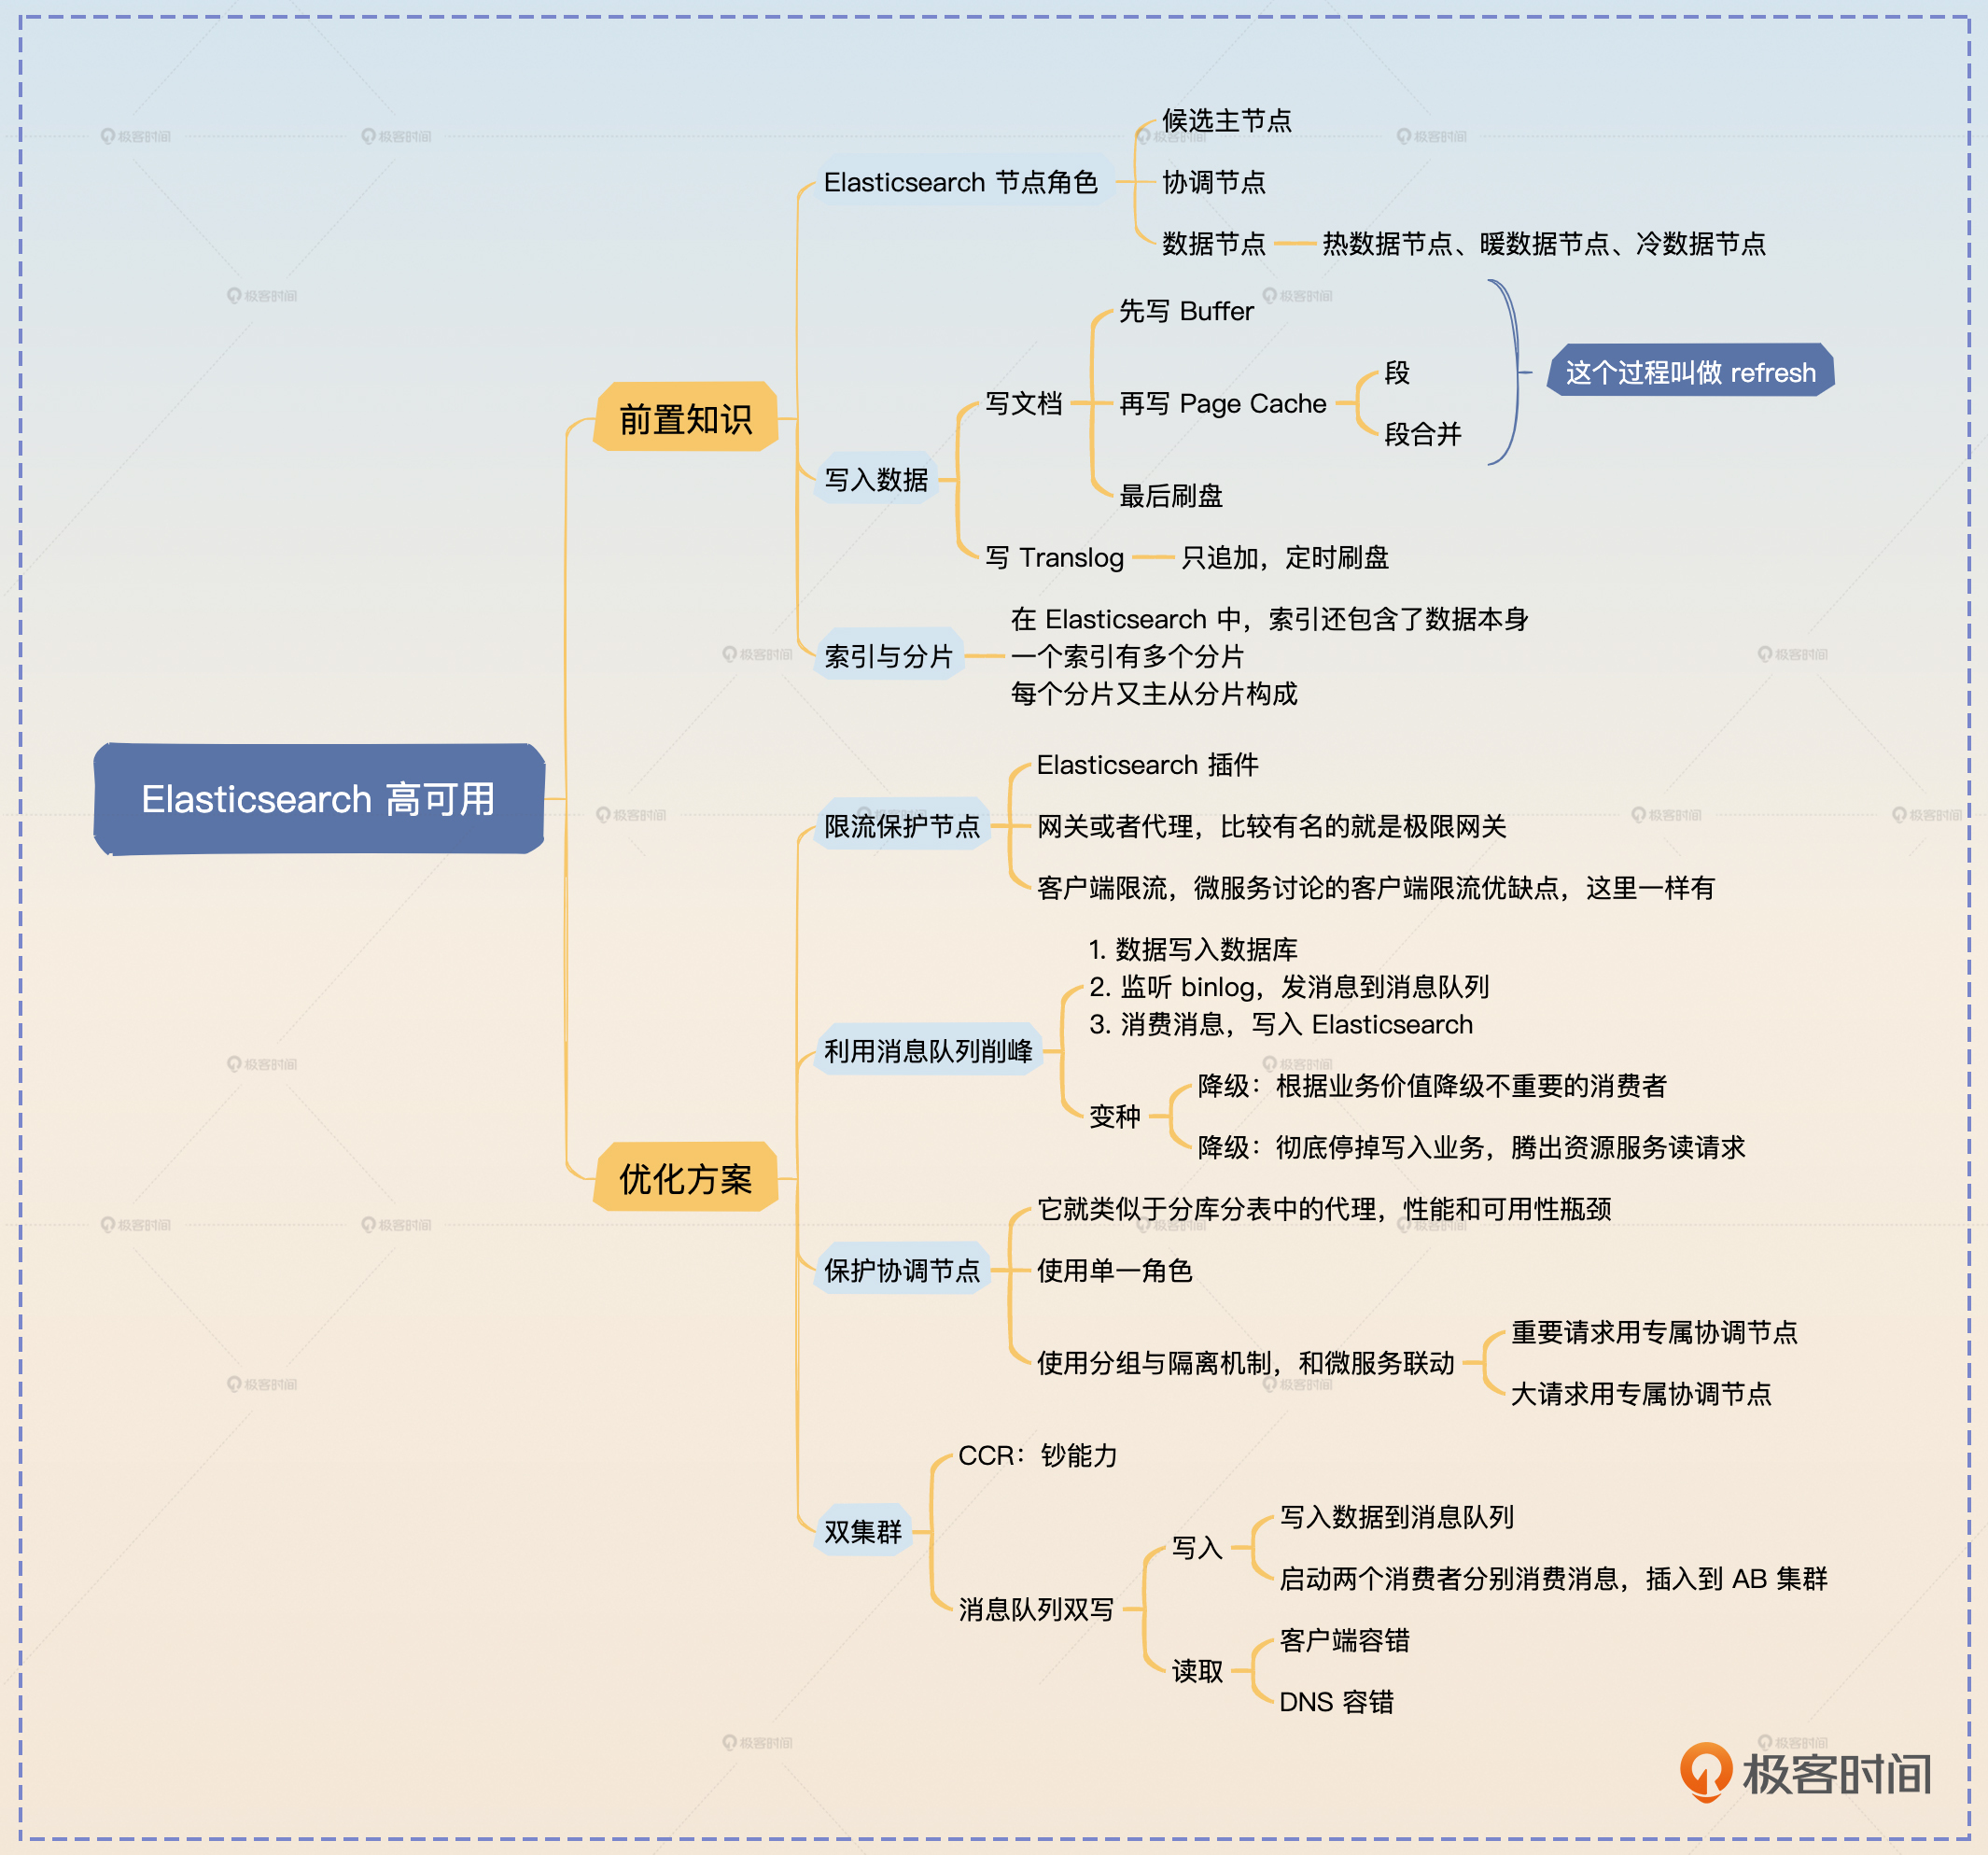 Elasticsearch 高可用
前置知识
Elasticsearch 节点角色
候选主节点
协调节点
数据节点
热数据节点、暖数据节点、冷数据节点
写入数据
写文档
先写 Buffer
再写 Page Cache
段
段合并
这个过程叫做 refresh
最后刷盘
写 Translog
只追加，定时刷盘
索引与分片
在 Elasticsearch 中，索引还包含了数据本身
一个索引有多个分片
每个分片又主从分片构成
优化方案
限流保护节点
Elasticsearch 插件
网关或者代理，比较有名的就是极限网关
客户端限流，微服务讨论的客户端限流优缺点，这里一样有
利用消息队列削峰
1. 数据写入数据库
2. 监听 binlog，发消息到消息队列
3. 消费消息，写入 Elasticsearch
变种
降级：根据业务价值降级不重要的消费者
降级：彻底停掉写入业务，腾出资源服务读请求
保护协调节点
它就类似于分库分表中的代理，性能和可用性瓶颈
使用单一角色
使用分组与隔离机制，和微服务联动
重要请求用专属协调节点
大请求用专属协调节点
双集群
CCR：钞能力
消息队列双写
写入
写入数据到消息队列
启动两个消费者分别消费消息，插入到 AB 集群
读取
客户端容错
DNS 容错
极客时间